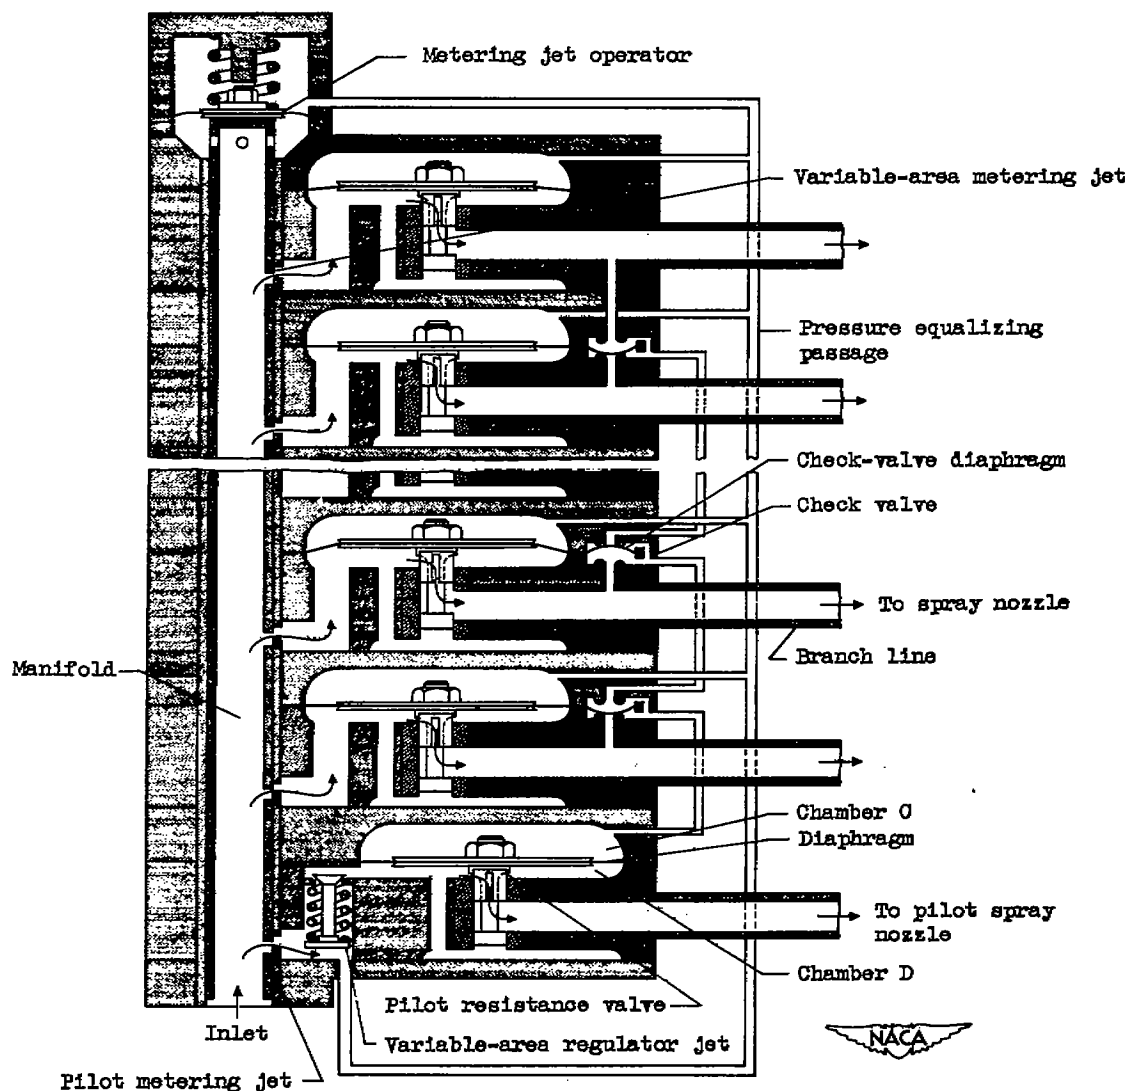 Metering jet operator
Variable-area metering jet
Pressure equalizing
passage
Check-valve diaphragm
Check valve
To spray nozzle
Branch line
Manifold
Chamber C
Diaphragm
To pilot spray
nozzle
Chamber D
Pilot resistance valve
Inlet
Variable-area regulator jet
Pilot metering jet
NACA